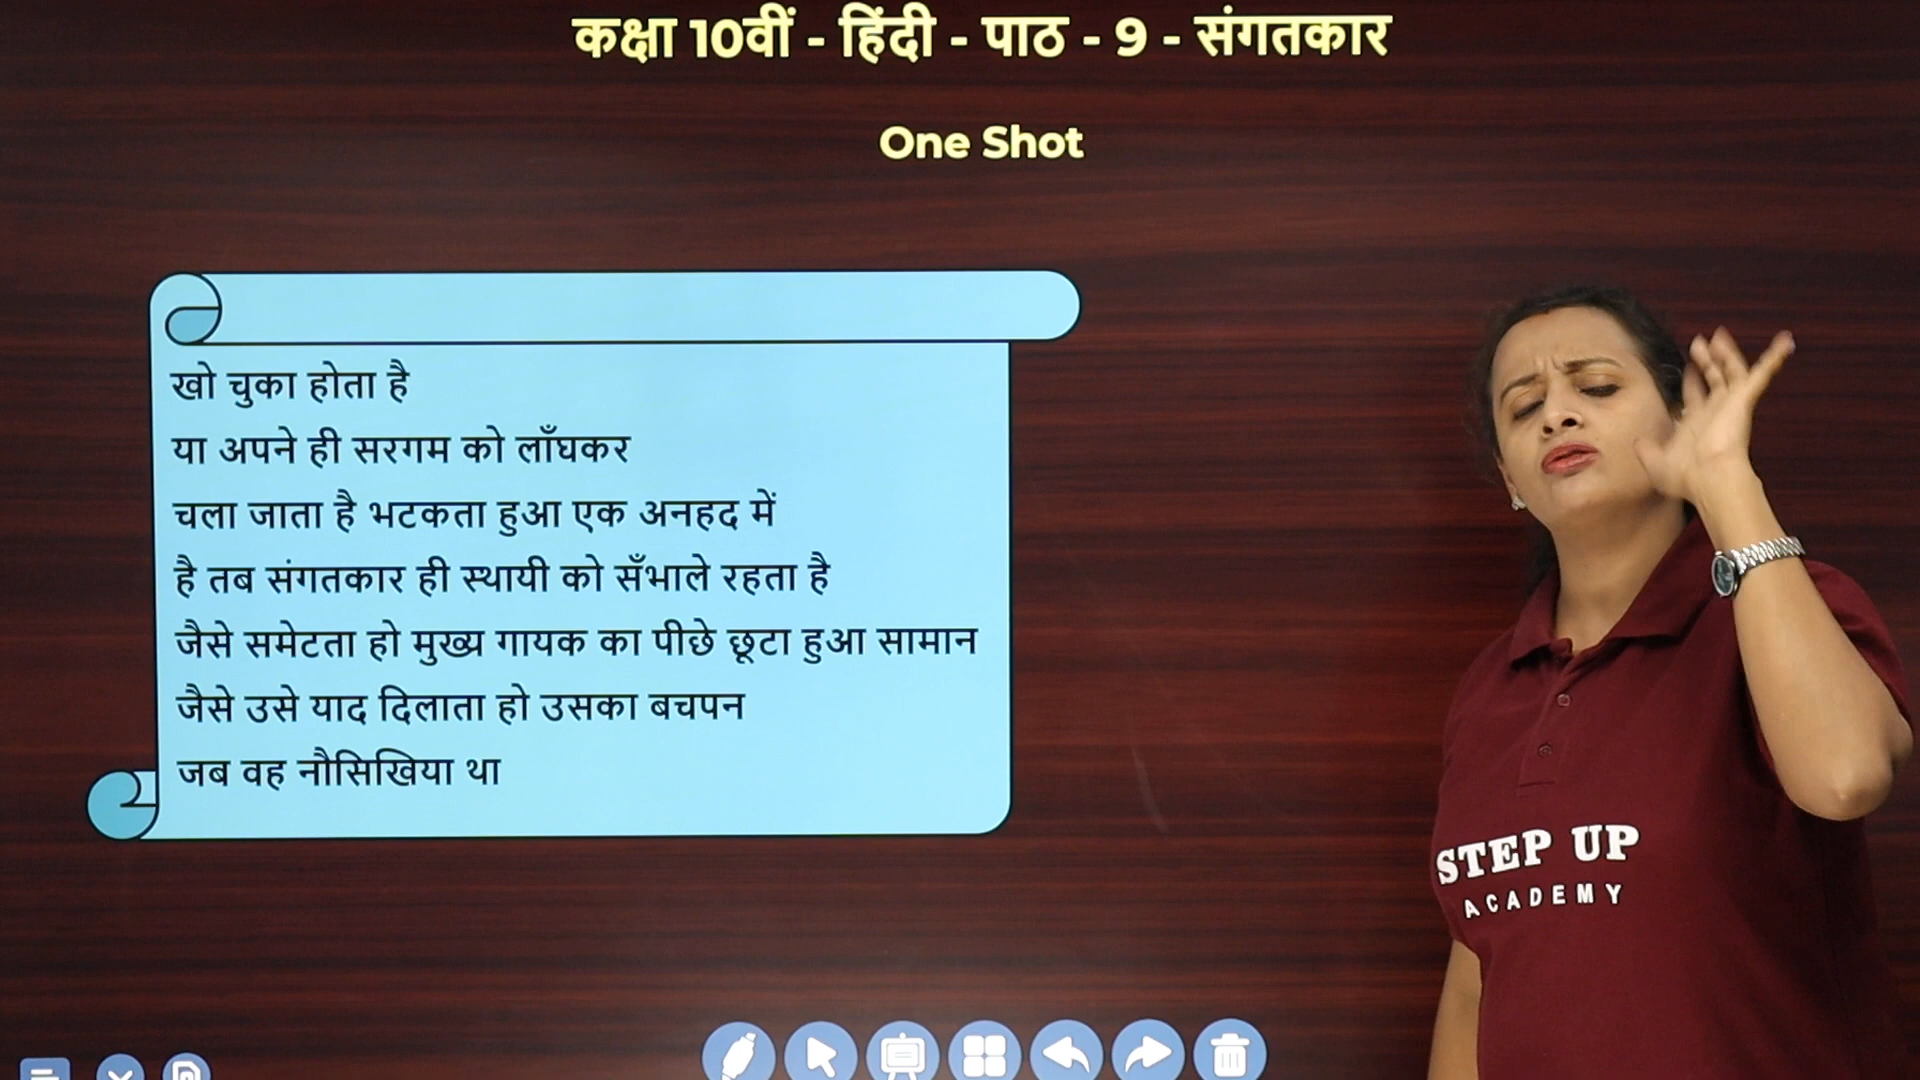 कक्षा 10वीं - हिंदी - पाठ - 9 - संगतकार
One Shot
खो चुका होता है
या अपने ही सरगम को लाँघकर
चला जाता है भटकता हुआ एक अनहद में
है तब संगतकार ही स्थायी को सँभाले रहता है
जैसे समेटता हो मुख्य गायक का पीछे छूटा हुआ सामान
जैसे उसे याद दिलाता हो उसका बचपन
जब वह नौसिखिया था
STEP UP
ACADEMY